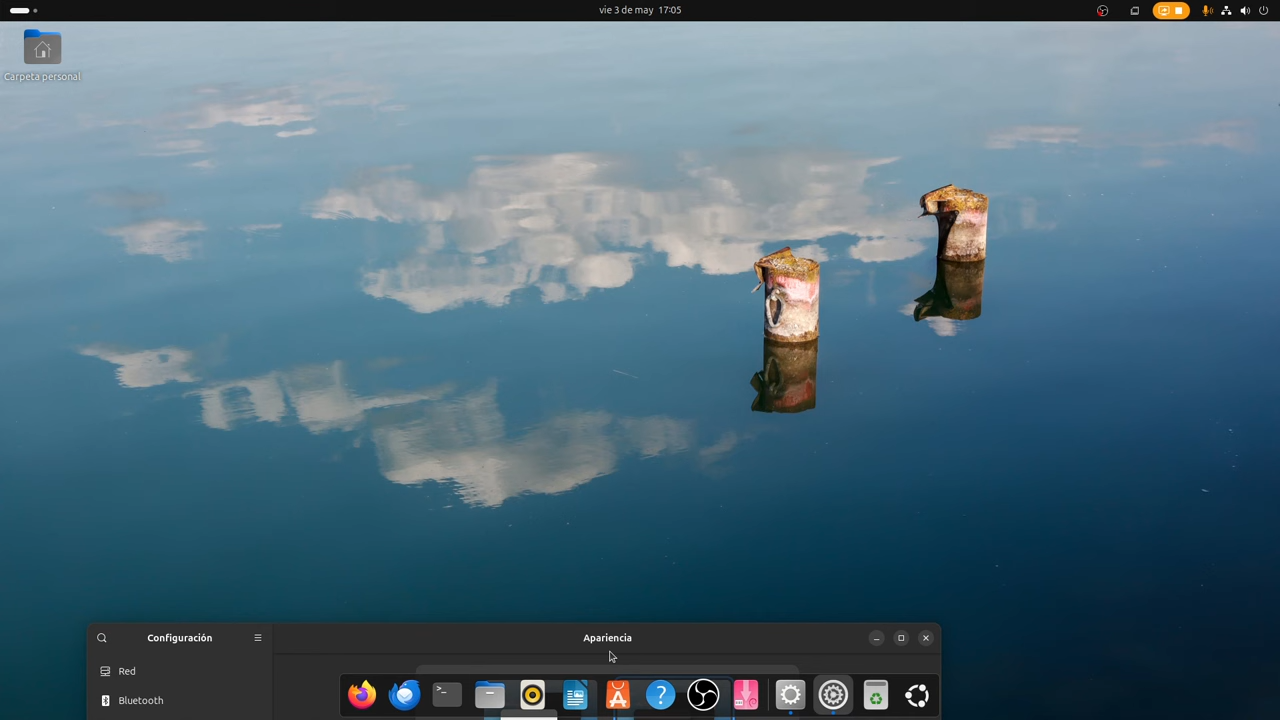 vie 3 de may 17:05
Carpeta personal
Configuración
Apariencia
Red
Bluetooth